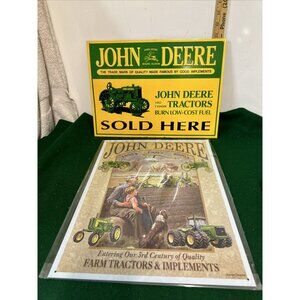 JOHN DEERE
THE TRADE MARK OF QUALITY MADE FAMOUS BY GOOD IMPLEMENTS
JOHN DEERE
TRACTORS
BURN LOW-COST FUEL
SOLD HERE
JOHN DEERE
Entering Our 3rd Century of Quality
FARM TRACTORS & IMPLEMENTS